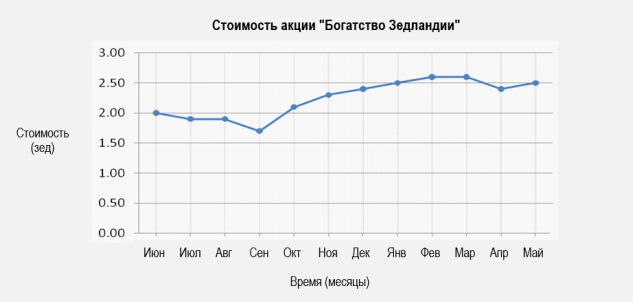 Стоимость акции "Богатство Зедландии"
3.00
2.50
2.00
1.50
1.00
0.50
0.00
Стоимость
(зед)
Июн Июл Авг Сен Окт Ноя Дек Янв Фев Мар Апр Май
Время (месяцы)